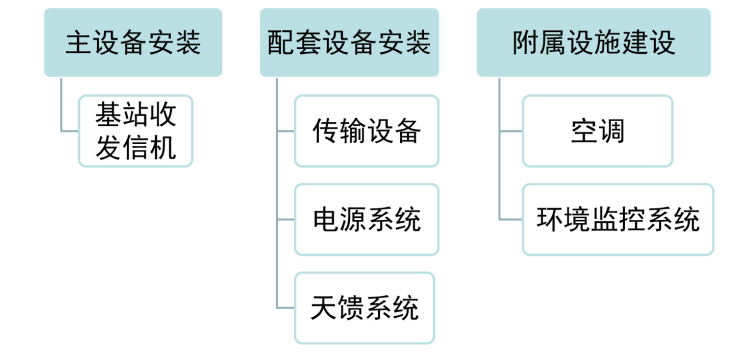 主设备安装
基站收
发信机
配套设备安装
传输设备
电源系统
天馈系统
附属设施建设
空调
环境监控系统